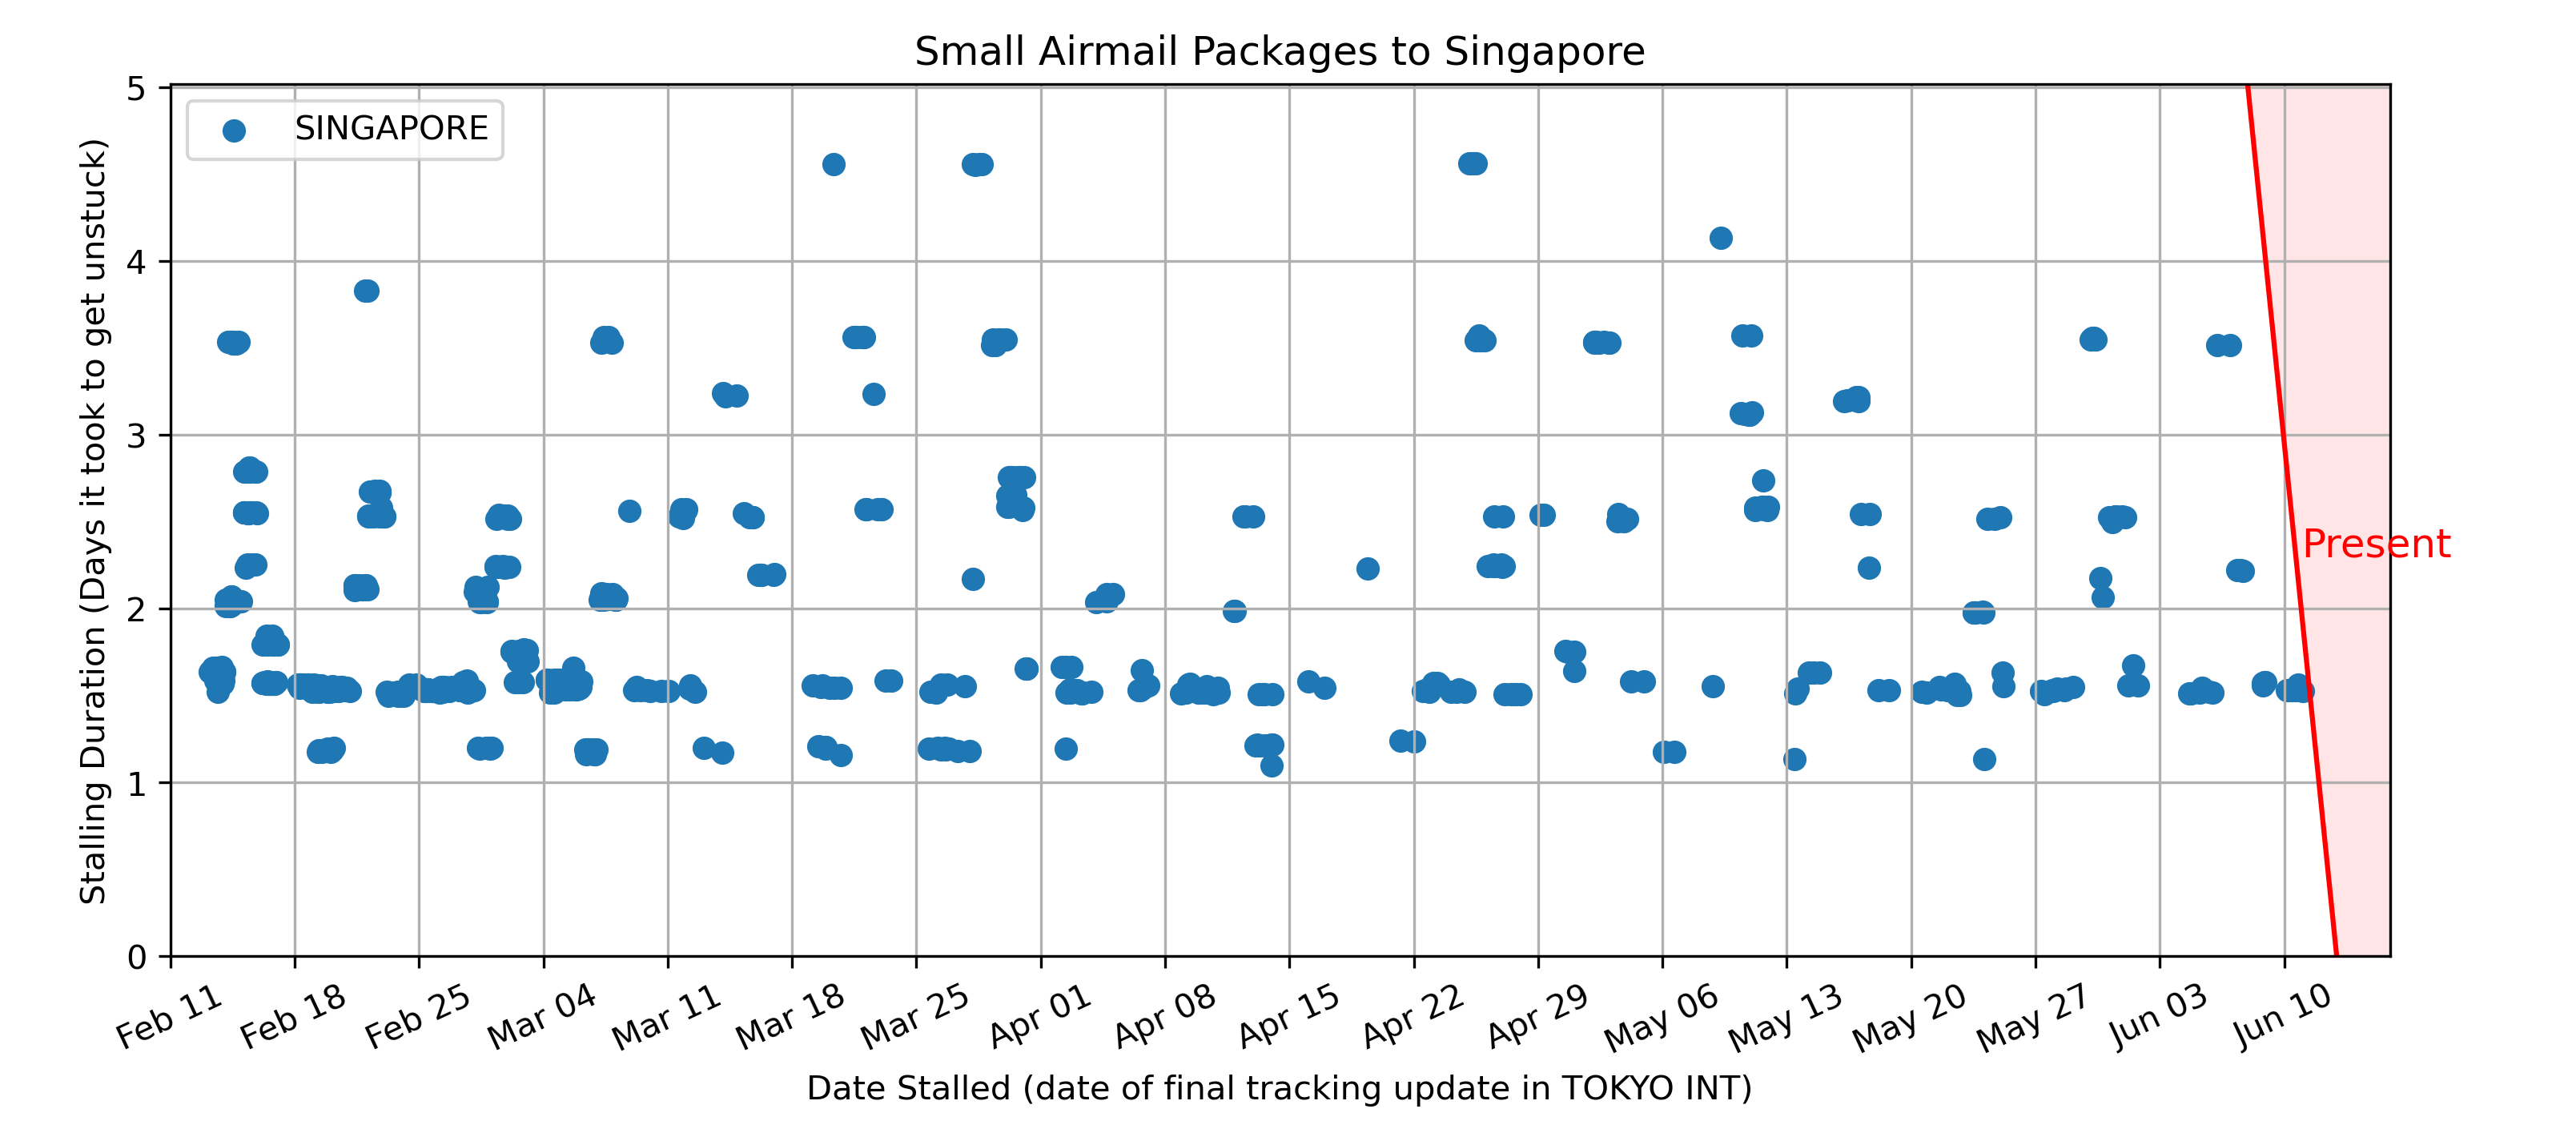 Small Airmail Packages to Singapore
SINGAPORE
Stalling Duration (Days it took to get unstuck)
5
4
3
2
1
0
Present
Feb 11
Feb 18
Feb 25
Mar 04
Mar 11
Mar 18
Mar 25
Apr 01
Apr 08
Apr 15
Apr 22
Apr 29
May 06
May 13
May 20
May 27
Jun 03
Jun 10
Date Stalled (date of final tracking update in TOKYO INT)